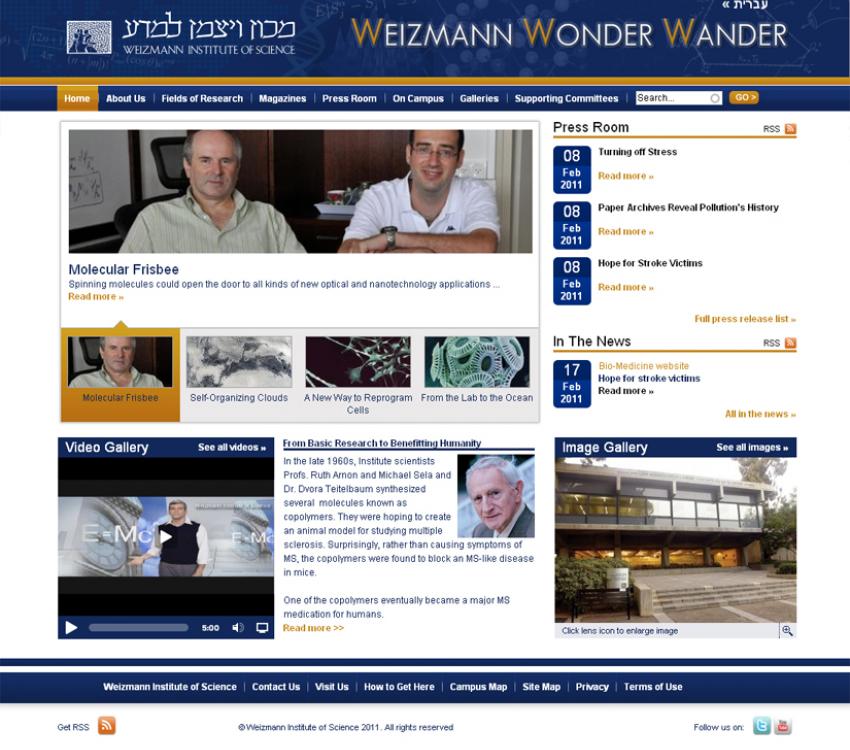 עברית »
מכון ויצמן למדע
WEIZMANN INSTITUTE OF SCIENCE
WEIZMANN WONDER WANDER
Home | About Us | Fields of Research | Magazines | Press Room | On Campus | Galleries | Supporting Committees | Search... GO >
Molecular Frisbee
Spinning molecules could open the door to all kinds of new optical and nanotechnology applications ...
Read more »
Molecular Frisbee
Self-Organizing Clouds
A New Way to Reprogram
Cells
From the Lab to the Ocean
Press Room RSS
08 Feb 2011
Turning off Stress
Read more »
08 Feb 2011
Paper Archives Reveal Pollution's History
Read more »
08 Feb 2011
Hope for Stroke Victims
Read more »
Full press release list »
In The News RSS
17 Feb 2011
Bio-Medicine website
Hope for stroke victims
Read more »
All in the news »
Video Gallery See all videos »
E=Mc
5:00
From Basic Research to Benefitting Humanity
In the late 1960s, Institute scientists
Profs. Ruth Arnon and Michael Sela and
Dr. Dvora Teitelbaum synthesized
several molecules known as
copolymers. They were hoping to create
an animal model for studying multiple
sclerosis. Surprisingly, rather than causing symptoms of
MS, the copolymers were found to block an MS-like disease
in mice.
One of the copolymers eventually became a major MS
medication for humans.
Read more >>
Image Gallery See all images »
Click lens icon to enlarge image
Weizmann Institute of Science | Contact Us | Visit Us | How to Get Here | Campus Map | Site Map | Privacy | Terms of Use
Get RSS
©Weizmann Institute of Science 2011. All rights reserved
Follow us on: